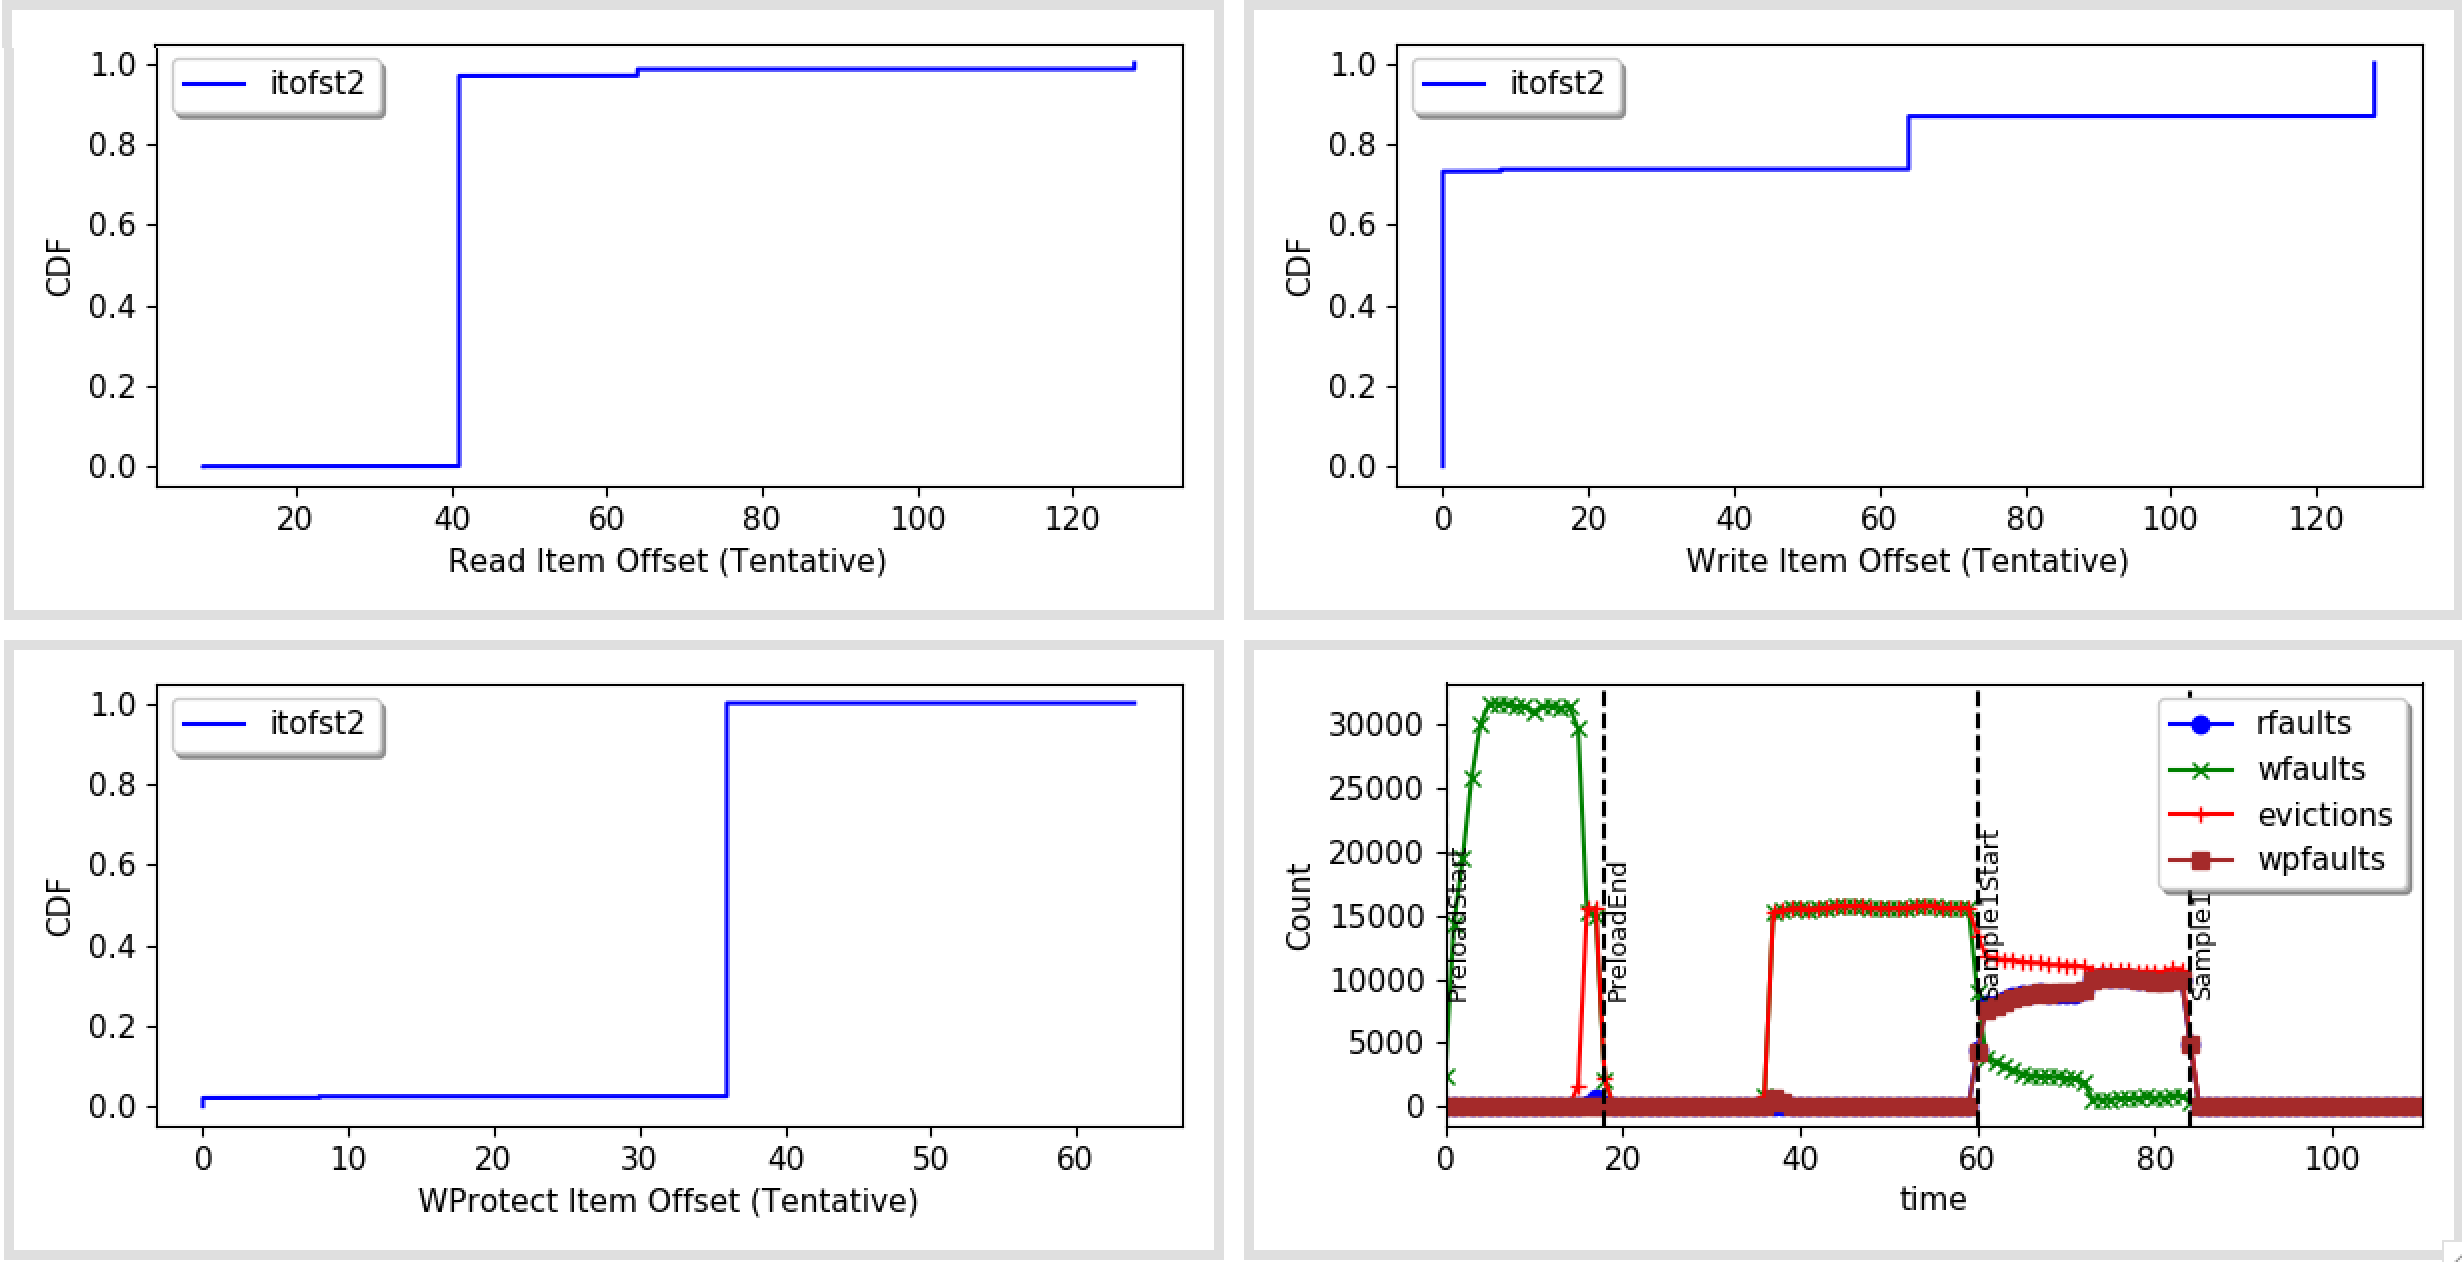 1.0
0.8
0.6
0.4
0.2
0.0
CDF
itofst2
20 40 60 80 100 120
Read Item Offset (Tentative)
1.0
0.8
0.6
0.4
0.2
0.0
CDF
itofst2
0 20 40 60 80 100 120
Write Item Offset (Tentative)
1.0
0.8
0.6
0.4
0.2
0.0
CDF
itofst2
0 10 20 30 40 50 60
WProtect Item Offset (Tentative)
30000
25000
20000
15000
10000
5000
0
Count
PreloadStart
PreloadEnd
Sample1Start
Sample1
rfaults
wfaults
evictions
wpfaults
0 20 40 60 80 100
time